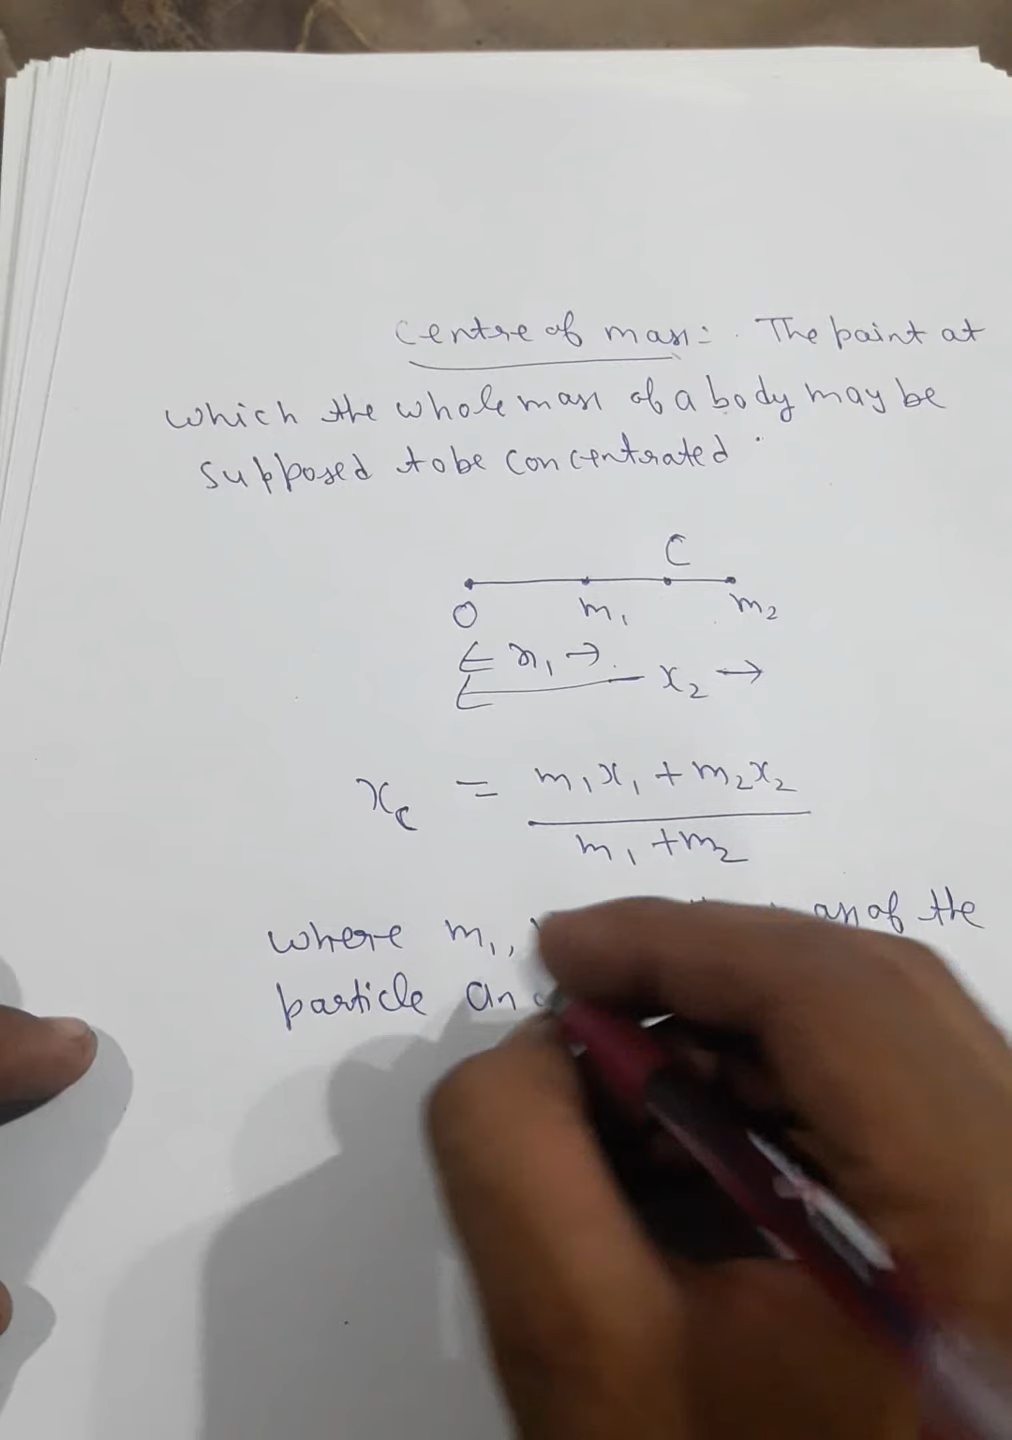 Centre of mass:. The point at
which the whole mass of a body may be
supposed to be concentrated.
C
O m₁ m₂
← x₁ →
← x₂ →
x_c = (m₁x₁ + m₂x₂) / (m₁ + m₂)
where m₁, of the
particle an